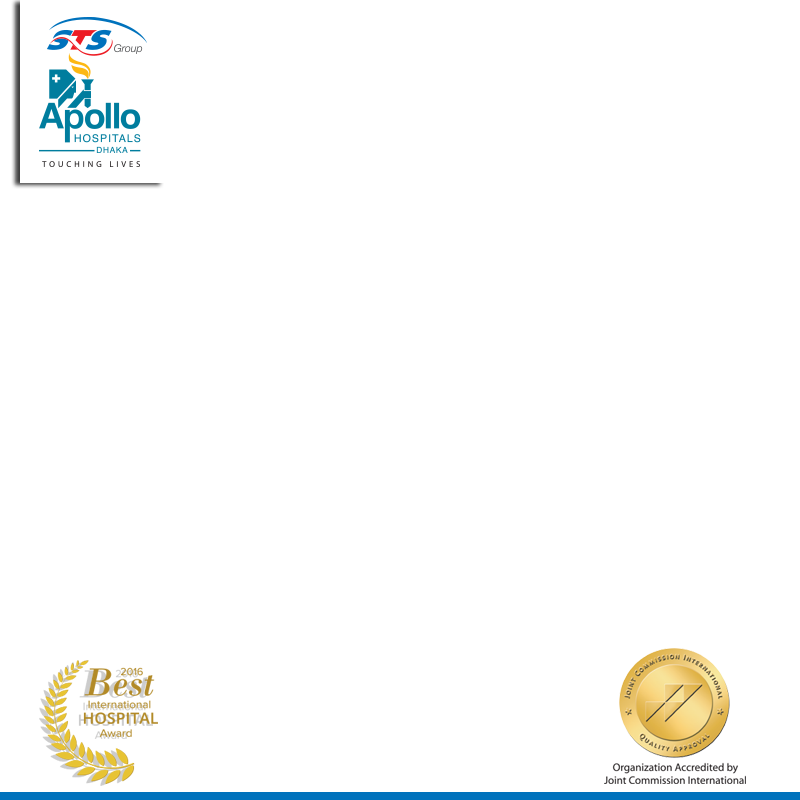 STS Group
Apollo
HOSPITALS
DHAKA
TOUCHING LIVES
2016
Best
International
HOSPITAL
Award
JOINT COMMISSION INTERNATIONAL
QUALITY APPROVAL
Organization Accredited by
Joint Commission International